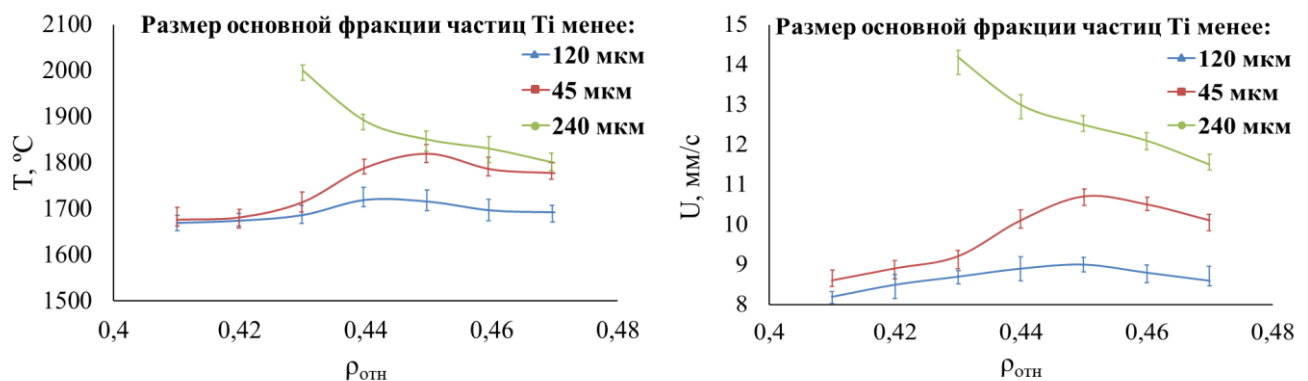 Размер основной фракции частиц Ti менее:
120 мкм
45 мкм
240 мкм
T, ºC
2100
2000
1900
1800
1700
1600
1500
0,4
0,42
0,44
0,46
0,48
ρотн
Размер основной фракции частиц Ti менее:
120 мкм
45 мкм
240 мкм
U, мм/с
15
14
13
12
11
10
9
8
0,4
0,42
0,44
0,46
0,48
ρотн